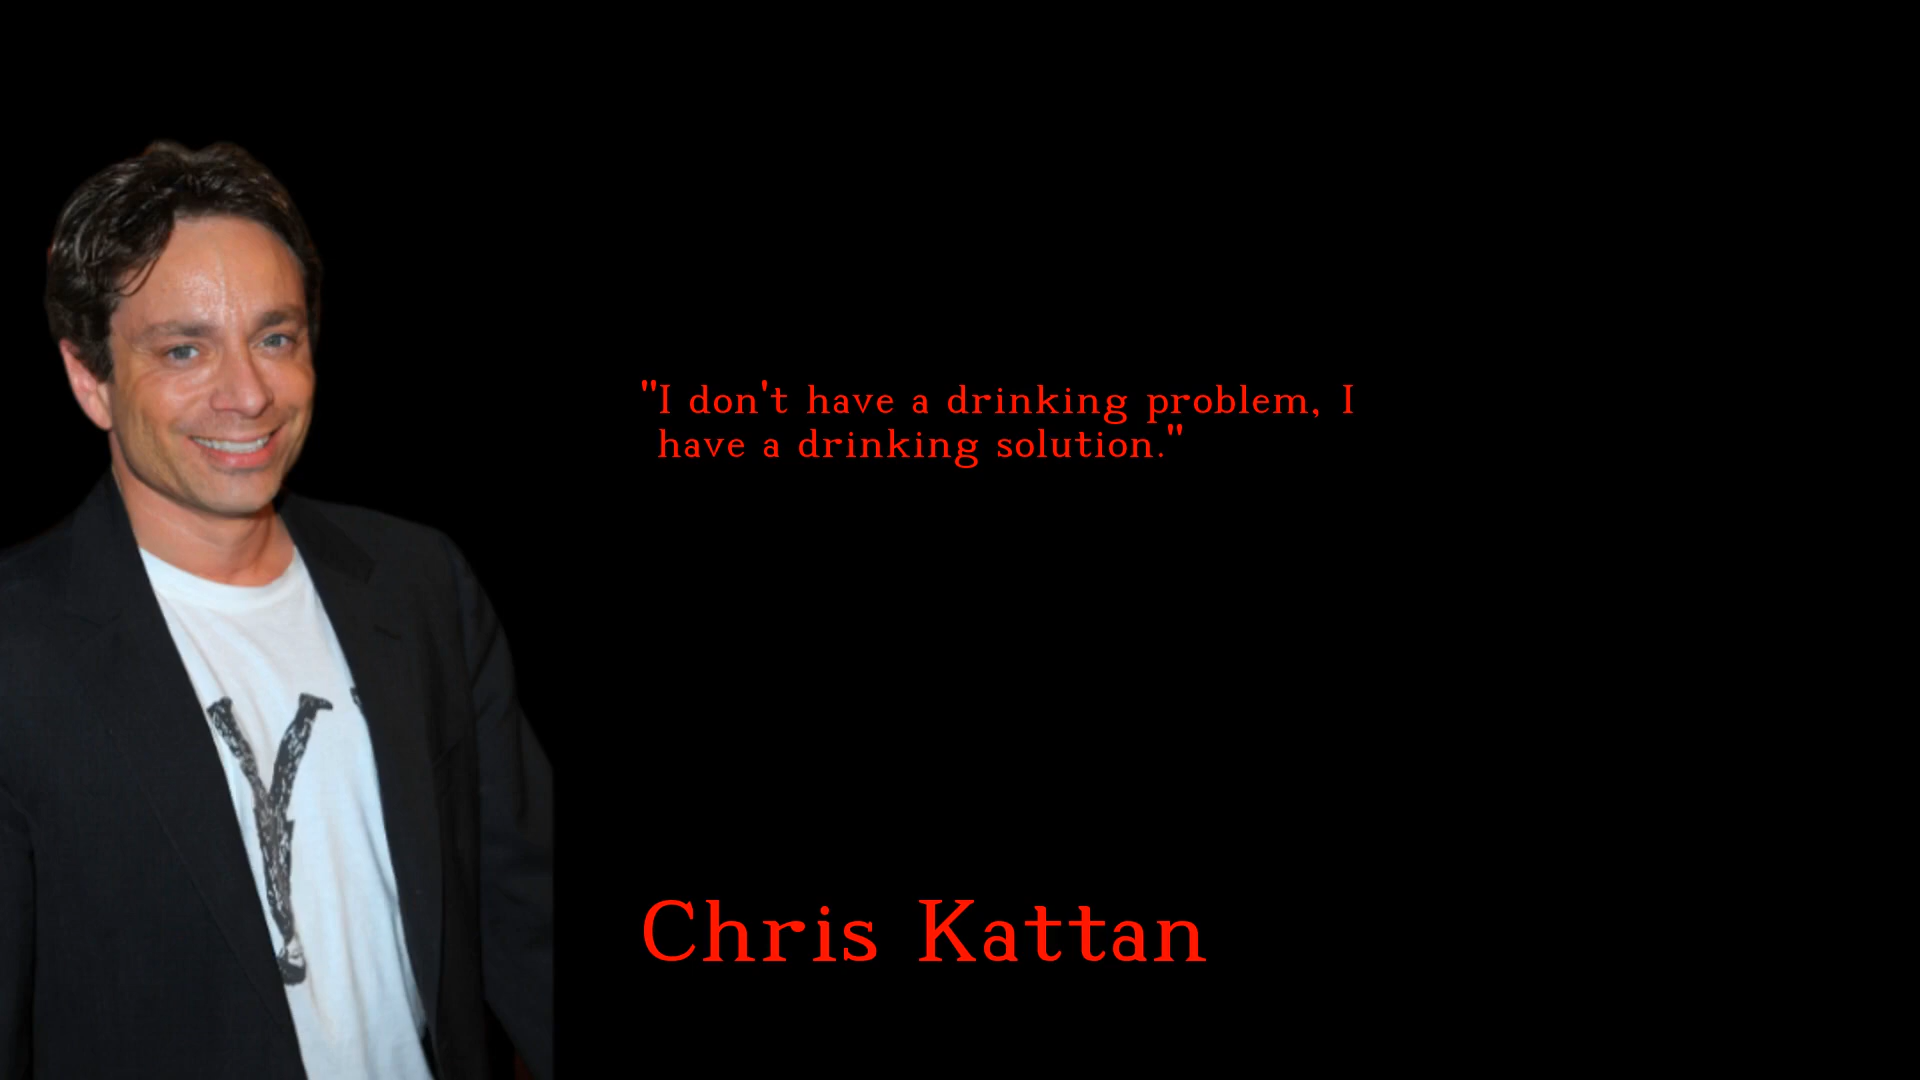 "I don't have a drinking problem, I
have a drinking solution."
Chris Kattan